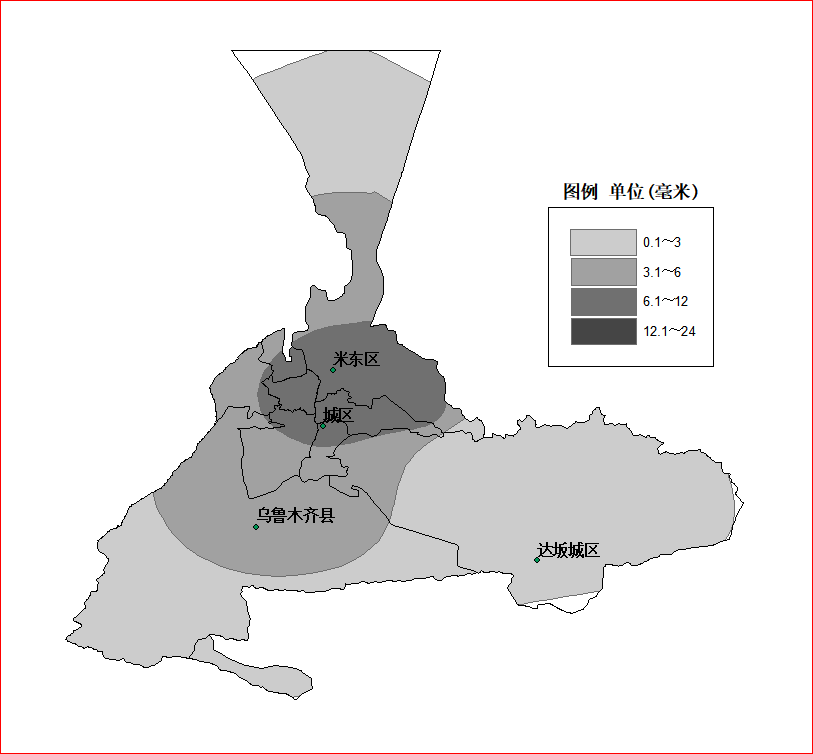 图例 单位(毫米)
0.1～3
3.1～6
6.1～12
12.1～24
米东区
城区
乌鲁木齐县
达坂城区